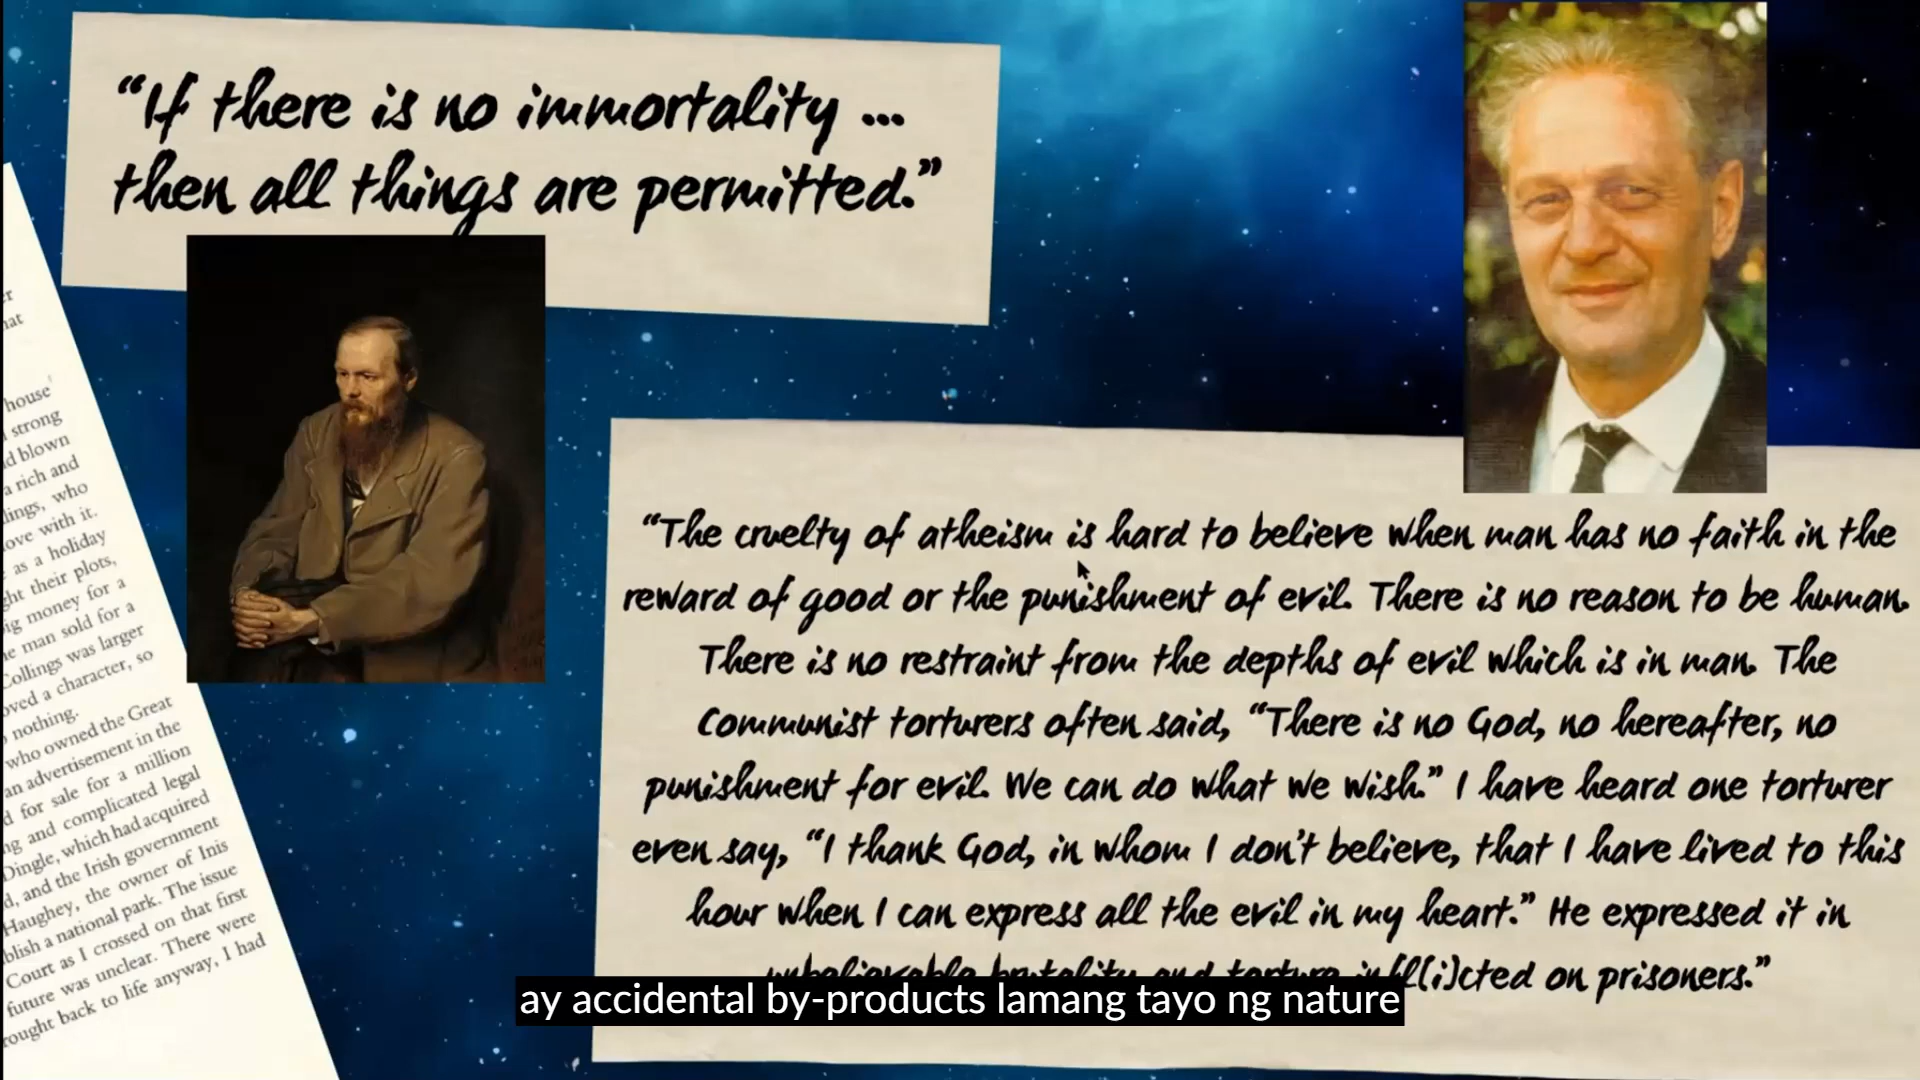 “If there is no immortality ...
then all things are permitted.”
house
strong
blown
a rich and
who
with it.
as a holiday
their plots,
money for a
man sold for a
Collings was larger
a character, so
nothing.
who owned the Great
an advertisement in the
for sale for a million
and complicated legal
Dingle, which had acquired
and the Irish government
Haughey, the owner of Inis
a national park. The issue
Court as I crossed on that first
future was unclear. There were
back to life anyway, I had
“The cruelty of atheism is hard to believe when man has no faith in the
reward of good or the punishment of evil. There is no reason to be human.
There is no restraint from the depths of evil which is in man. The
Communist torturers often said, “There is no God, no hereafter, no
punishment for evil. We can do what we wish.” I have heard one torturer
even say, “I thank God, in whom I don’t believe, that I have lived to this
hour when I can express all the evil in my heart.” He expressed it in
unbelievable brutality and torture infl(i)cted on prisoners.”
ay accidental by-products lamang tayo ng nature